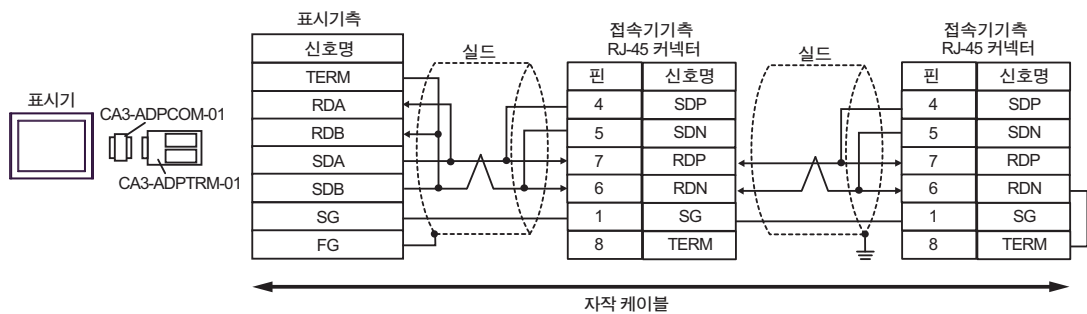 표시기
CA3-ADPCOM-01
CA3-ADPTRM-01
표시기측
신호명
TERM
RDA
RDB
SDA
SDB
SG
FG
실드
접속기기측
RJ-45 커넥터
핀 신호명
4 SDP
5 SDN
7 RDP
6 RDN
1 SG
8 TERM
실드
접속기기측
RJ-45 커넥터
핀 신호명
4 SDP
5 SDN
7 RDP
6 RDN
1 SG
8 TERM
자작 케이블